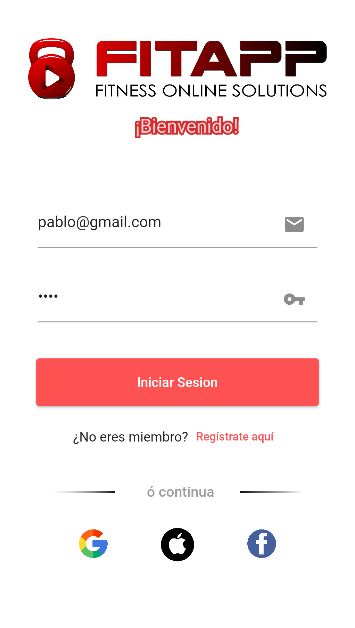 FITAPP
FITNESS ONLINE SOLUTIONS
¡Bienvenido!
pablo@gmail.com
••••
Iniciar Sesion
¿No eres miembro? Regístrate aquí
ó continua